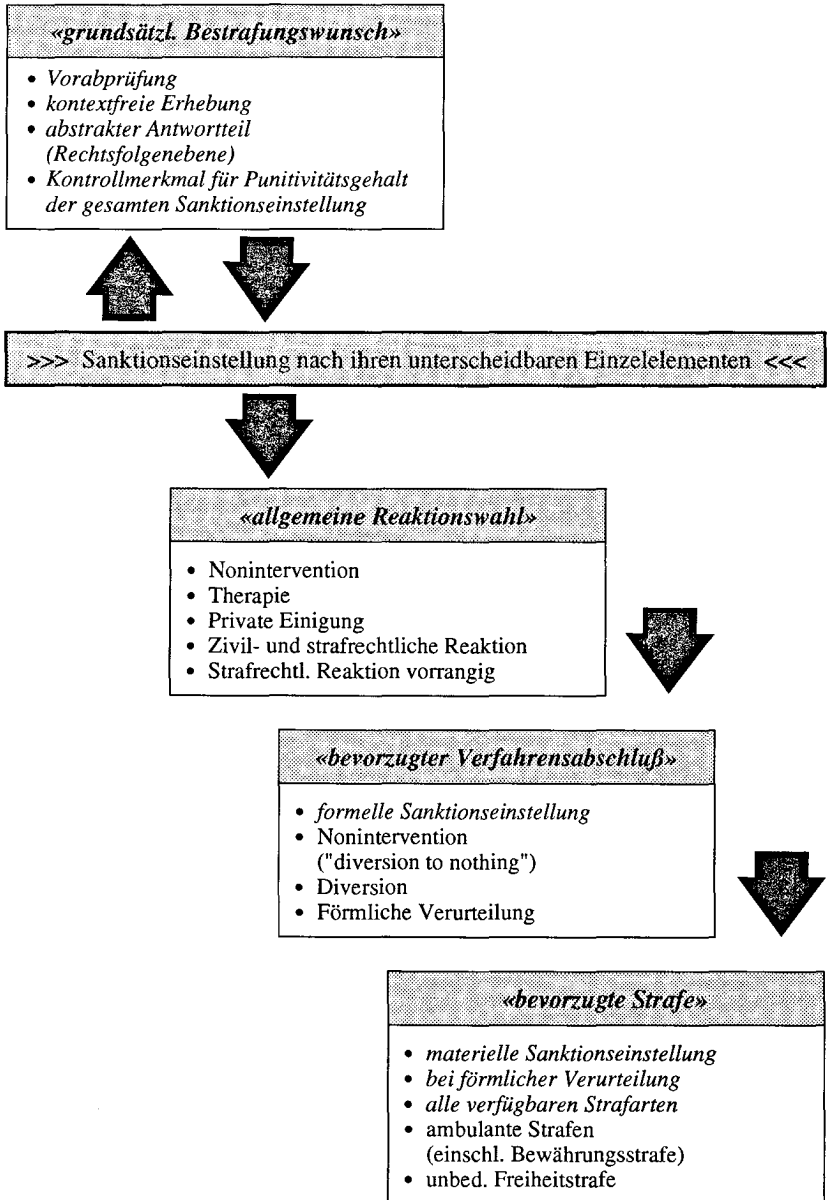 «grundsätzl. Bestrafungswunsch»
• Vorabprüfung
• kontextfreie Erhebung
• abstrakter Antwortteil
(Rechtsfolgenebene)
• Kontrollmerkmal für Punitivitätsgehalt
der gesamten Sanktionseinstellung
>>> Sanktionseinstellung nach ihren unterscheidbaren Einzelelementen <<<
«allgemeine Reaktionswahl»
• Nonintervention
• Therapie
• Private Einigung
• Zivil- und strafrechtliche Reaktion
• Strafrechtl. Reaktion vorrangig
«bevorzugter Verfahrensabschluß»
• formelle Sanktionseinstellung
• Nonintervention
("diversion to nothing")
• Diversion
• Förmliche Verurteilung
«bevorzugte Strafe»
• materielle Sanktionseinstellung
• bei förmlicher Verurteilung
• alle verfügbaren Strafarten
• ambulante Strafen
(einschl. Bewährungsstrafe)
• unbed. Freiheitstrafe